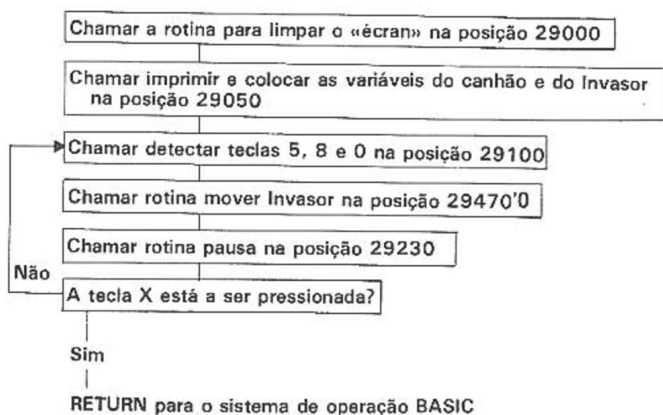 Chamar a rotina para limpar o «écran» na posição 29000
Chamar imprimir e colocar as variáveis do canhão e do Invasor
na posição 29050
Chamar detectar teclas 5, 8 e 0 na posição 29100
Chamar rotina mover Invasor na posição 29470'0
Chamar rotina pausa na posição 29230
Não
A tecla X está a ser pressionada?
Sim
RETURN para o sistema de operação BASIC